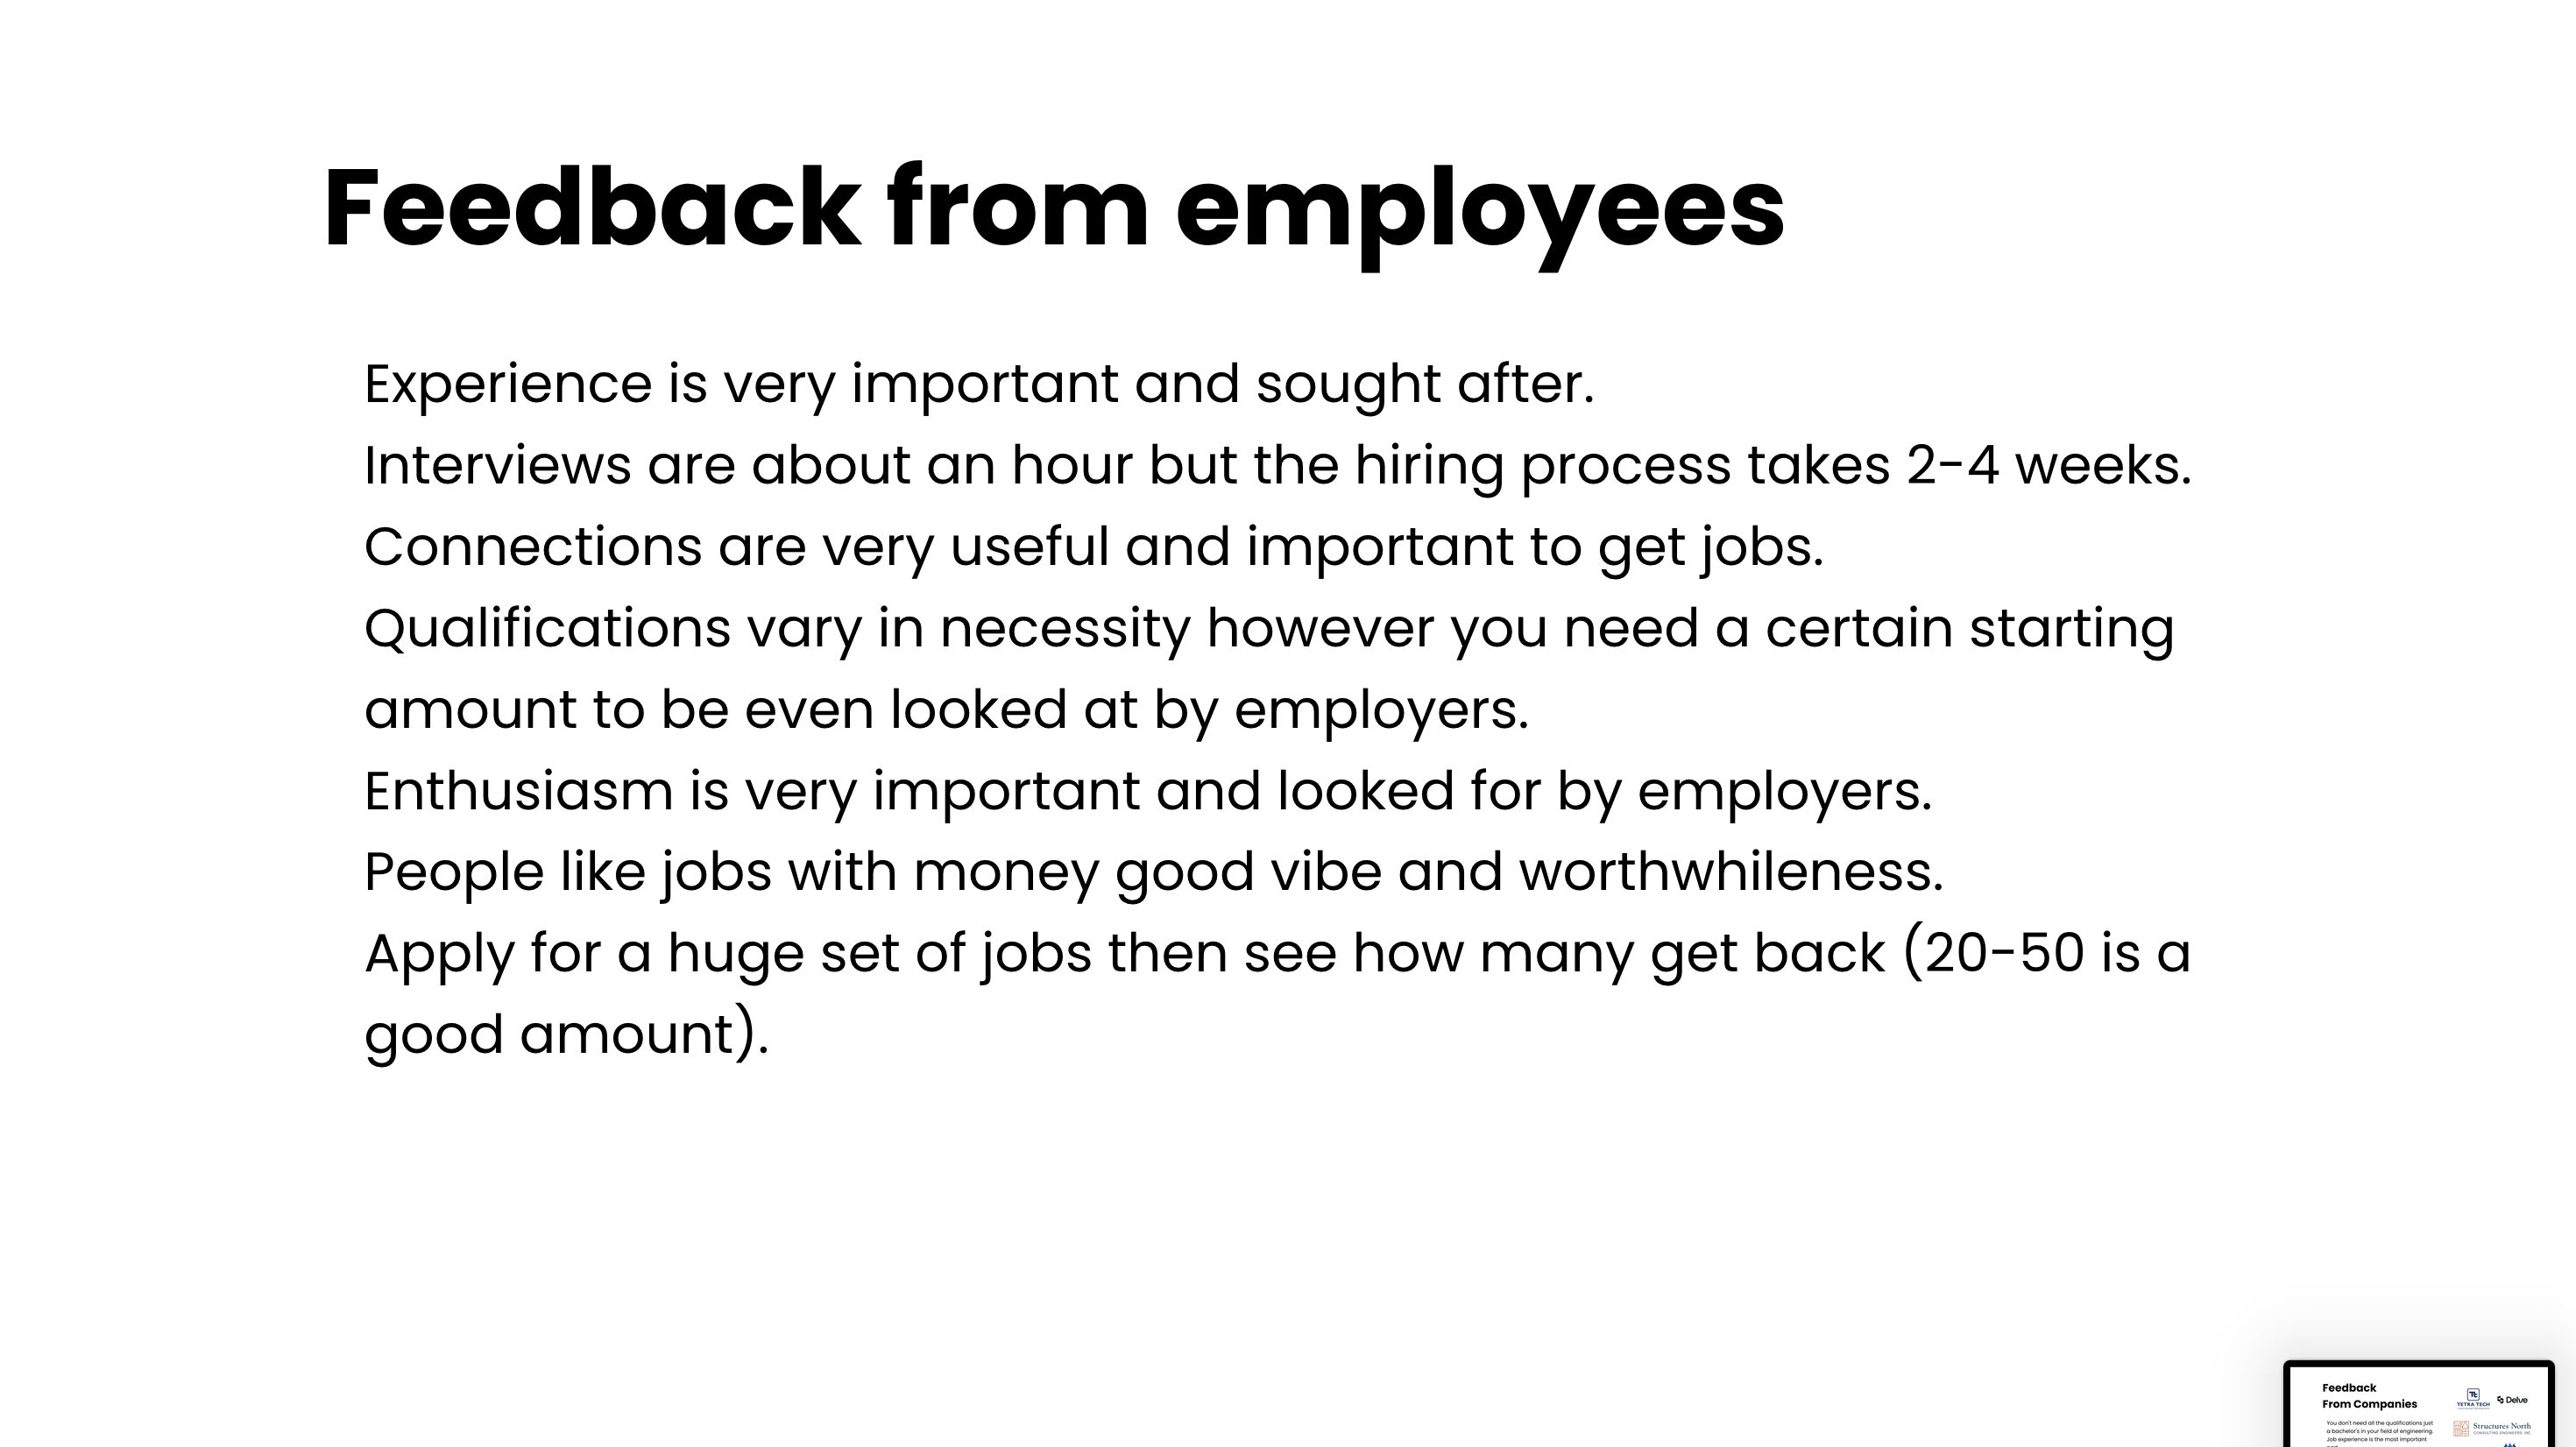 Feedback from employees
Experience is very important and sought after.
Interviews are about an hour but the hiring process takes 2-4 weeks.
Connections are very useful and important to get jobs.
Qualifications vary in necessity however you need a certain starting
amount to be even looked at by employers.
Enthusiasm is very important and looked for by employers.
People like jobs with money good vibe and worthwhileness.
Apply for a huge set of jobs then see how many get back (20-50 is a
good amount).
Feedback
From Companies
TETRA TECH
Delve
You don't need all the qualifications just
a bachelor's in your field of engineering.
Job experience is the most important
Structures North
CONSULTING ENGINEERS, INC.